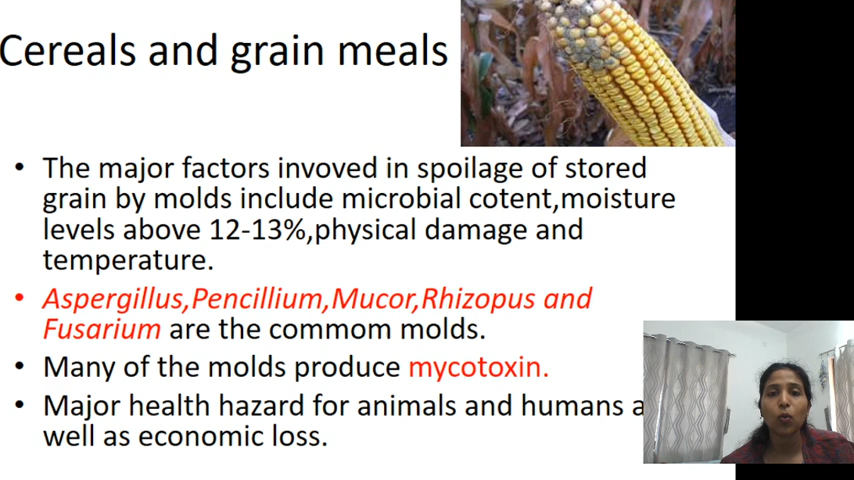 Cereals and grain meals
• The major factors invoved in spoilage of stored
grain by molds include microbial cotent,moisture
levels above 12-13%,physical damage and
temperature.
• Aspergillus,Pencillium,Mucor,Rhizopus and
Fusarium are the commom molds.
• Many of the molds produce mycotoxin.
• Major health hazard for animals and humans
well as economic loss.